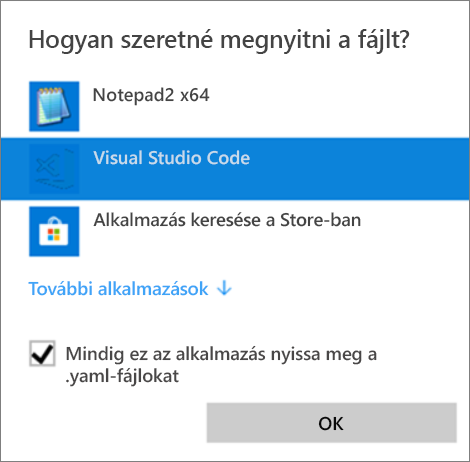 Hogyan szeretné megnyitni a fájlt?
Notepad2 x64
Visual Studio Code
Alkalmazás keresése a Store-ban
További alkalmazások ↓
Mindig ez az alkalmazás nyissa meg a
.yaml-fájlokat
OK